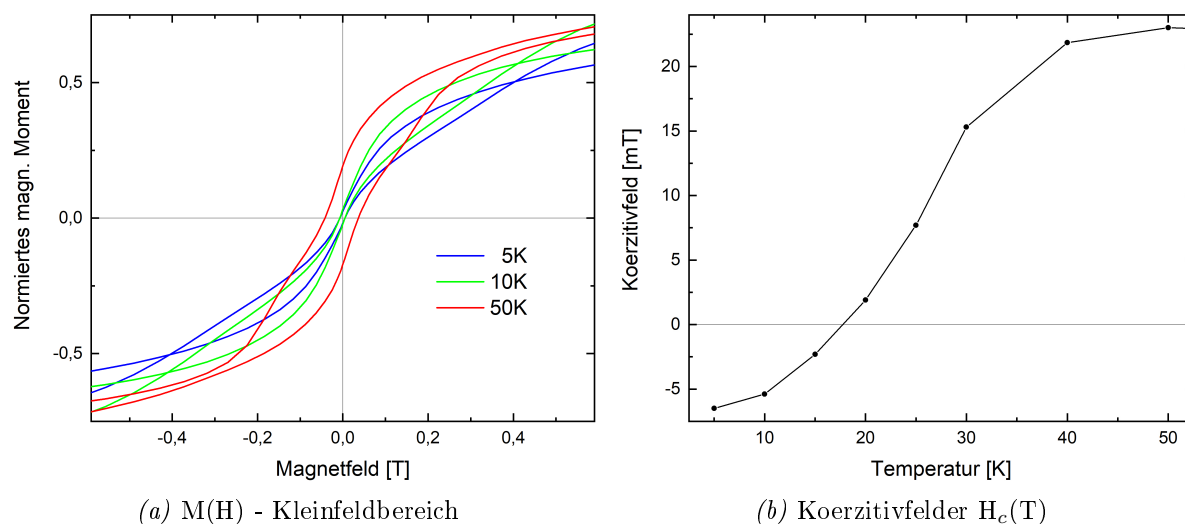 Normiertes magn. Moment
0,5
0,0
-0,5
5K
10K
50K
-0,4
-0,2
0,0
0,2
0,4
Magnetfeld [T]
(a) M(H) - Kleinfeldbereich
Koerzitivfeld [mT]
20
15
10
5
0
-5
10
20
30
40
50
Temperatur [K]
(b) Koerzitivfelder H_c(T)